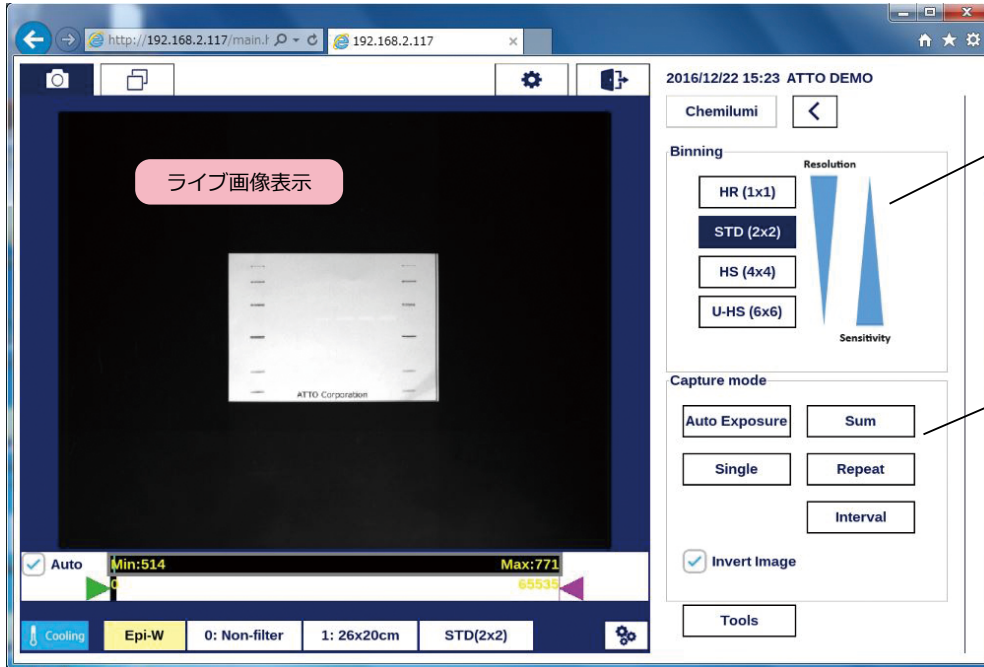 http://192.168.2.117/main.h
192.168.2.117
2016/12/22 15:23 ATTO DEMO
Chemilumi
ライブ画像表示
Binning
Resolution
HR (1x1)
STD (2x2)
HS (4x4)
U-HS (6x6)
Sensitivity
ATTO Corporation
Capture mode
Auto Exposure
Sum
Single
Repeat
Interval
Invert Image
Auto
Min:514
Max:771
0
65535
Tools
Cooling
Epi-W
0: Non-filter
1: 26x20cm
STD(2x2)